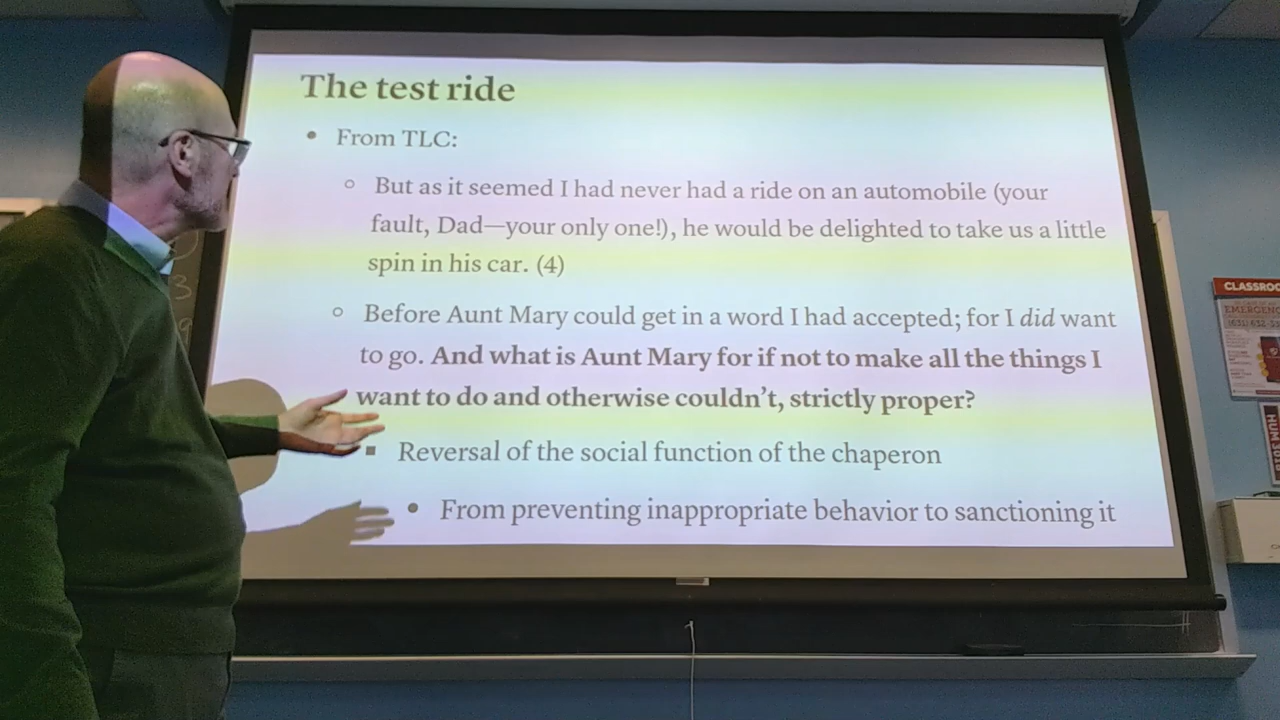 The test ride
• From TLC:
○ But as it seemed I had never had a ride on an automobile (your
fault, Dad—your only one!), he would be delighted to take us a little
spin in his car. (4)
○ Before Aunt Mary could get in a word I had accepted; for I did want
to go. And what is Aunt Mary for if not to make all the things I
want to do and otherwise couldn't, strictly proper?
▪ Reversal of the social function of the chaperon
• From preventing inappropriate behavior to sanctioning it
3
CLASSROO
EMERGENC